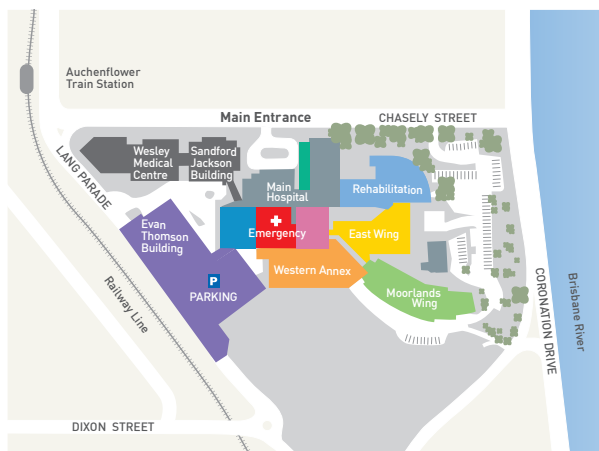 Auchenflower
Train Station
Main Entrance
CHASELY STREET
Wesley
Medical
Centre
Sandford
Jackson
Building
LANG PARADE
Main
Hospital
Rehabilitation
Evan
Thomson
Building
Emergency
East Wing
Western Annex
P
PARKING
Moorlands
Wing
Railway Line
CORONATION DRIVE
Brisbane River
DIXON STREET